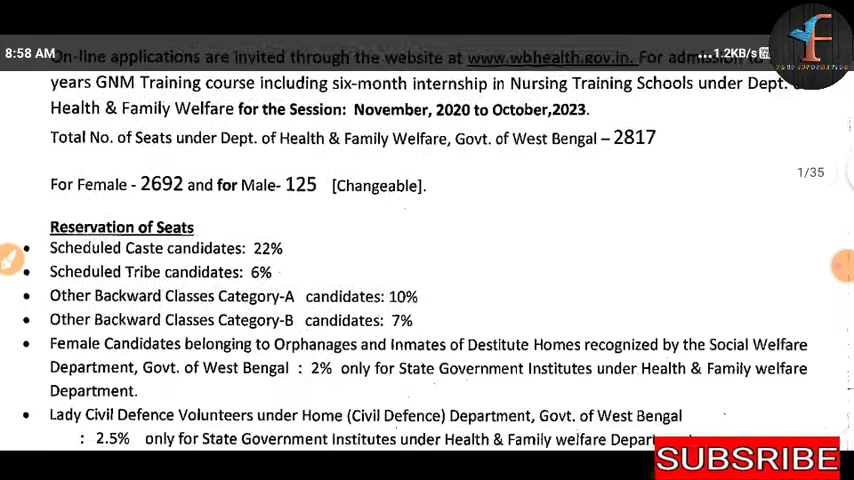 8:58 AM
...1.2KB/s
On-line applications are invited through the website at www.wbhealth.gov.in. For admission to
years GNM Training course including six-month internship in Nursing Training Schools under Dept.
Health & Family Welfare for the Session: November, 2020 to October,2023.
Total No. of Seats under Dept. of Health & Family Welfare, Govt. of West Bengal – 2817
1/35
For Female - 2692 and for Male- 125 [Changeable].
Reservation of Seats
• Scheduled Caste candidates: 22%
• Scheduled Tribe candidates: 6%
• Other Backward Classes Category-A candidates: 10%
• Other Backward Classes Category-B candidates: 7%
• Female Candidates belonging to Orphanages and Inmates of Destitute Homes recognized by the Social Welfare
Department, Govt. of West Bengal : 2% only for State Government Institutes under Health & Family welfare
Department.
• Lady Civil Defence Volunteers under Home (Civil Defence) Department, Govt. of West Bengal
: 2.5% only for State Government Institutes under Health & Family welfare
SUBSRIBE